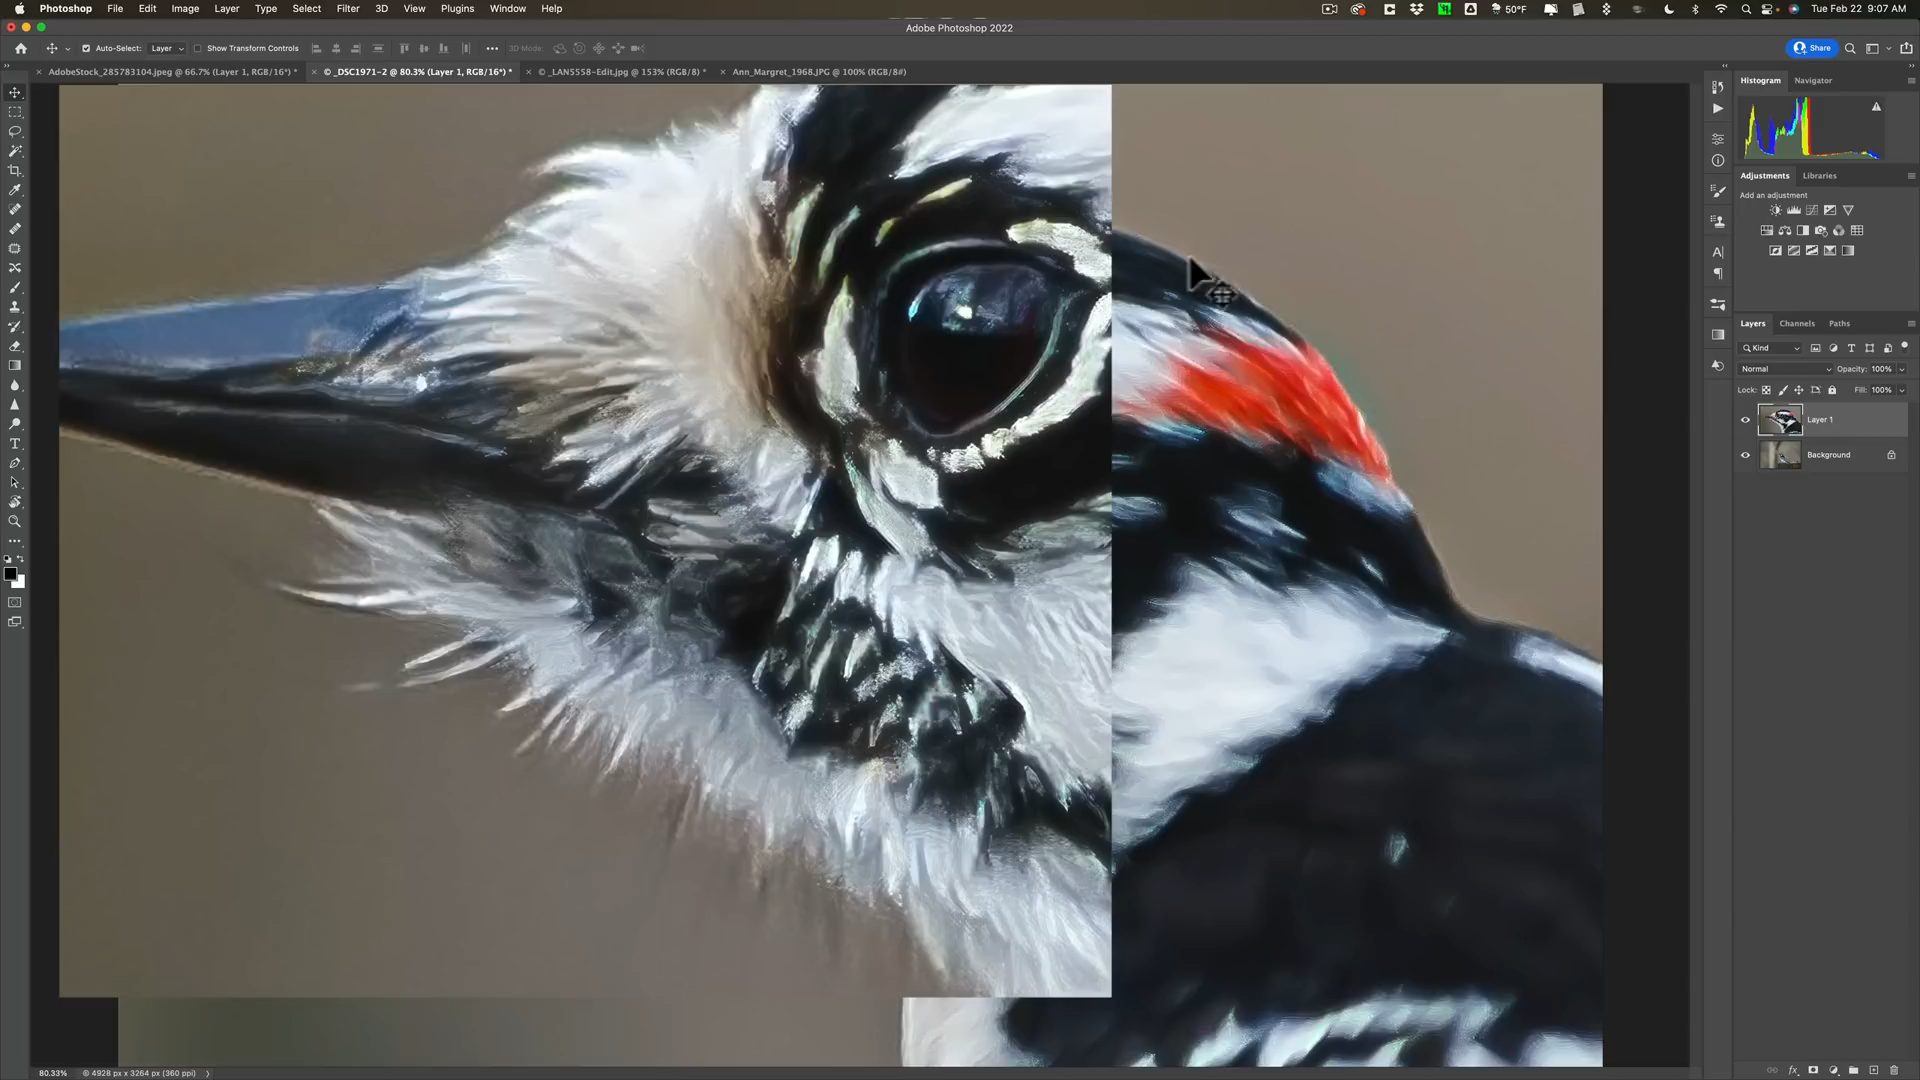 Photoshop File Edit Image Layer Type Select Filter 3D View Plugins Window Help
50°F Tue Feb 22 9:07 AM
Adobe Photoshop 2022
Auto-Select: Layer Show Transform Controls 3D Mode: Share
AdobeStock_285783104.jpeg @ 66.7% (Layer 1, RGB/16*) *
© _DSC1971-2 @ 80.3% (Layer 1, RGB/16*) *
© _LAN5558-Edit.jpg @ 153% (RGB/8) *
Ann_Margret_1968.JPG @ 100% (RGB/8#)
Histogram Navigator
Adjustments Libraries
Add an adjustment
Layers Channels Paths
Kind
Normal Opacity: 100%
Lock: Fill: 100%
Layer 1
Background
80.33% © 4928 px x 3264 px (360 ppi)